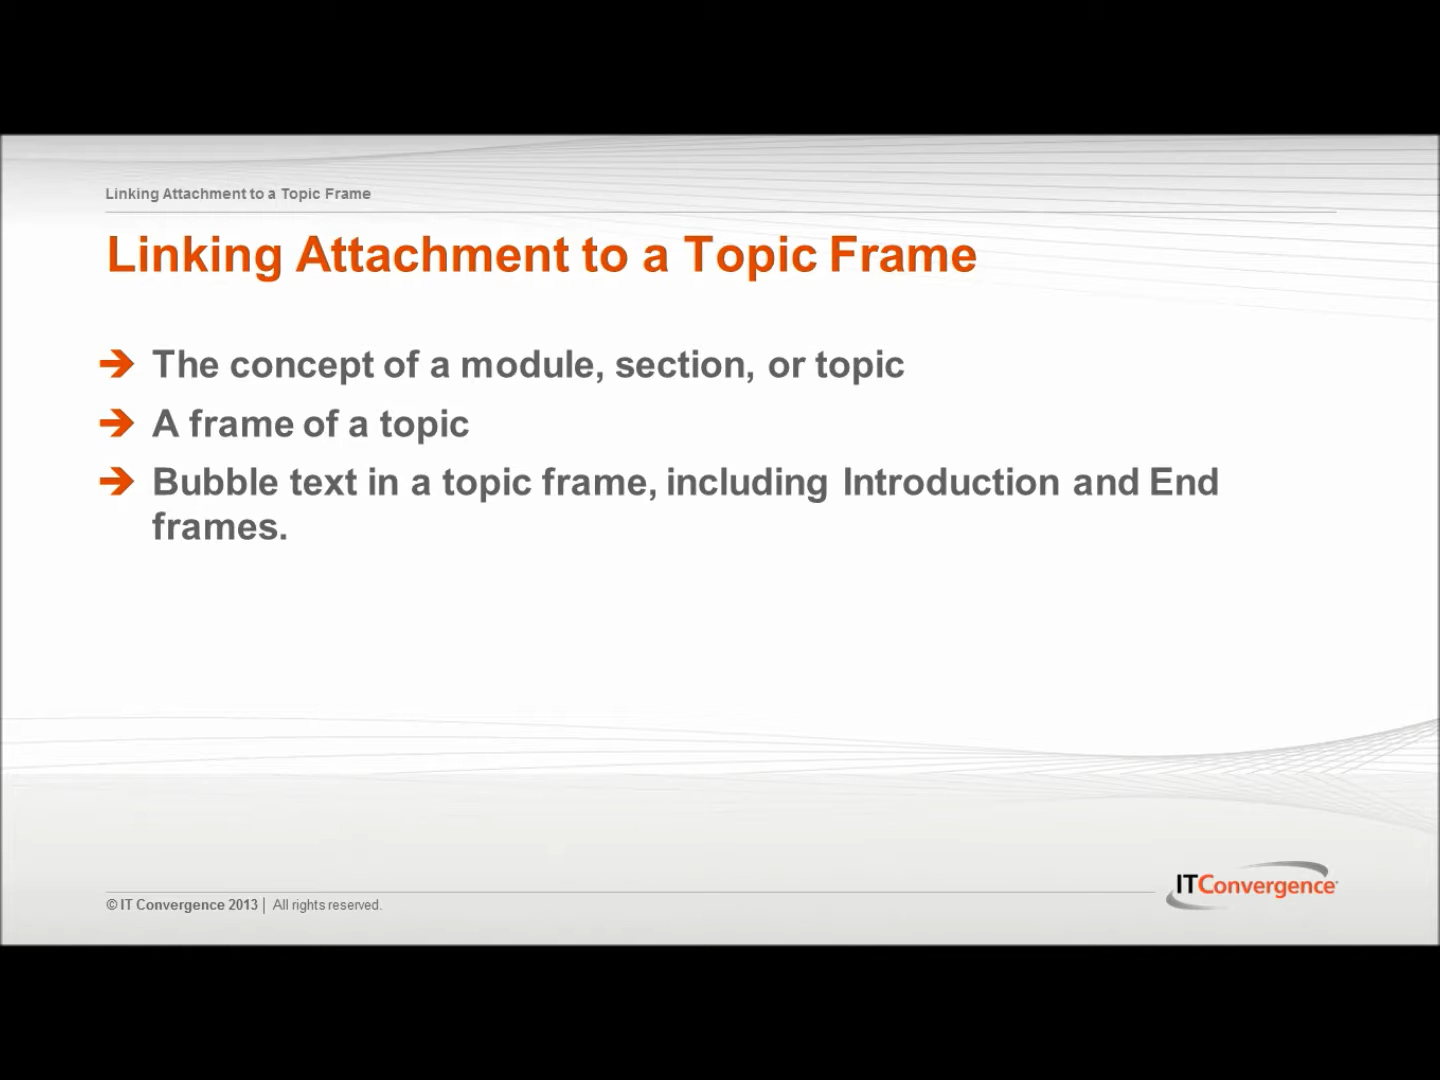 Linking Attachment to a Topic Frame
Linking Attachment to a Topic Frame
The concept of a module, section, or topic
A frame of a topic
Bubble text in a topic frame, including Introduction and End
frames.
© IT Convergence 2013 | All rights reserved.
ITConvergence